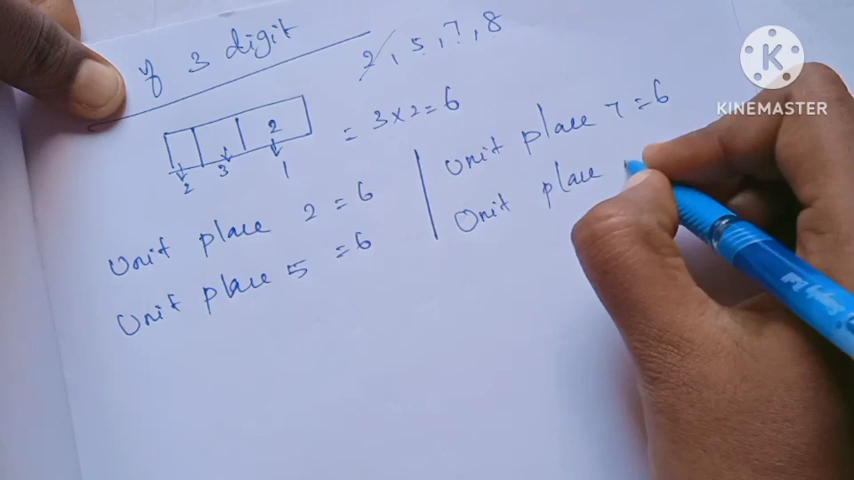 of 3 digit
2, 5, 7, 8
2
= 3 x 2 = 6
2 3 1
Unit place 2 = 6
Unit place 5 = 6
Unit place 7 = 6
Unit place
K
KINEMASTER